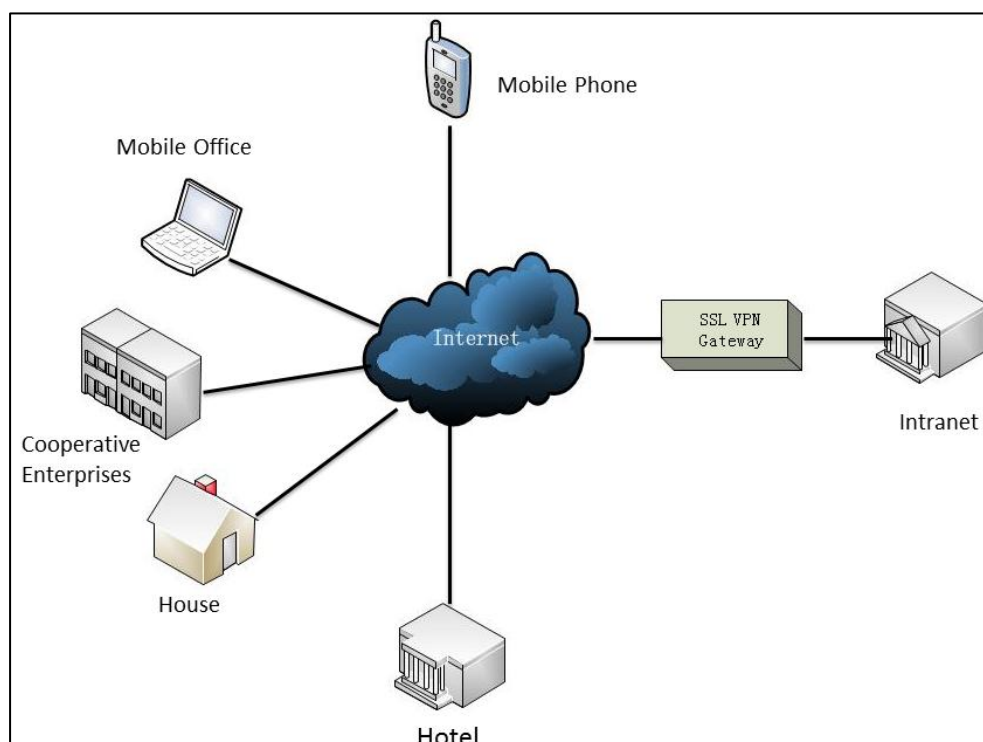 Mobile Phone
Mobile Office
Internet
SSL VPN
Gateway
Intranet
Cooperative
Enterprises
House
Hotel